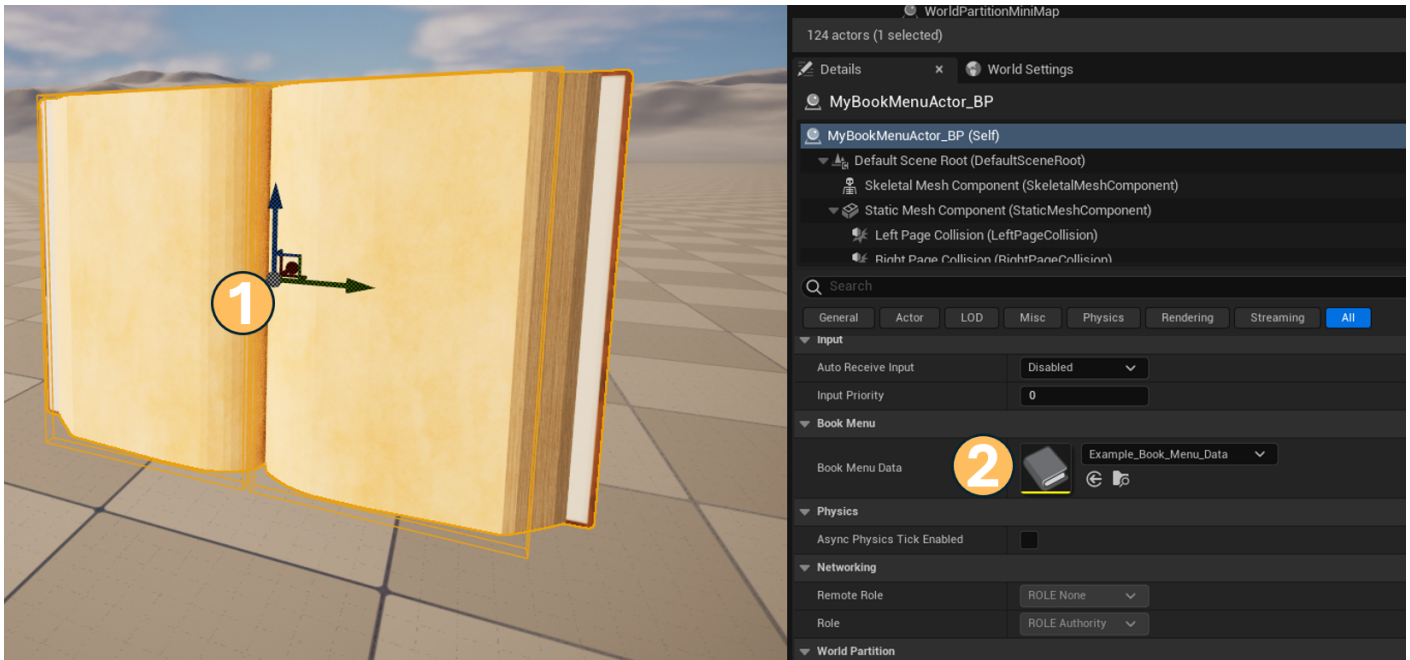 WorldPartitionMiniMap
124 actors (1 selected)
Details
World Settings
MyBookMenuActor_BP
MyBookMenuActor_BP (Self)
Default Scene Root (DefaultSceneRoot)
Skeletal Mesh Component (SkeletalMeshComponent)
Static Mesh Component (StaticMeshComponent)
Left Page Collision (LeftPageCollision)
Right Page Collision (RightPageCollision)
Search
General Actor LOD Misc Physics Rendering Streaming All
Input
Auto Receive Input Disabled
Input Priority 0
Book Menu
Book Menu Data Example_Book_Menu_Data
Physics
Async Physics Tick Enabled
Networking
Remote Role ROLE None
Role ROLE Authority
World Partition
1
2